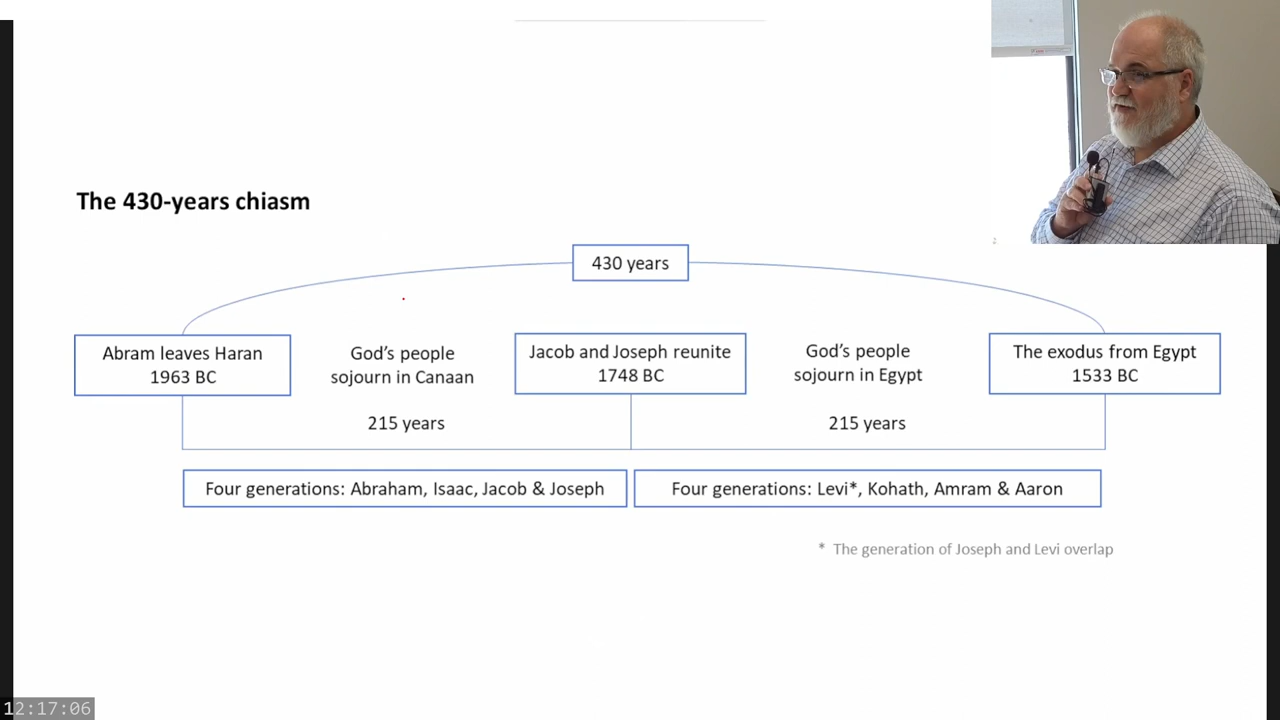 The 430-years chiasm
430 years
Abram leaves Haran
1963 BC
God's people
sojourn in Canaan
215 years
Jacob and Joseph reunite
1748 BC
God's people
sojourn in Egypt
215 years
The exodus from Egypt
1533 BC
Four generations: Abraham, Isaac, Jacob & Joseph
Four generations: Levi*, Kohath, Amram & Aaron
* The generation of Joseph and Levi overlap
12:17:06